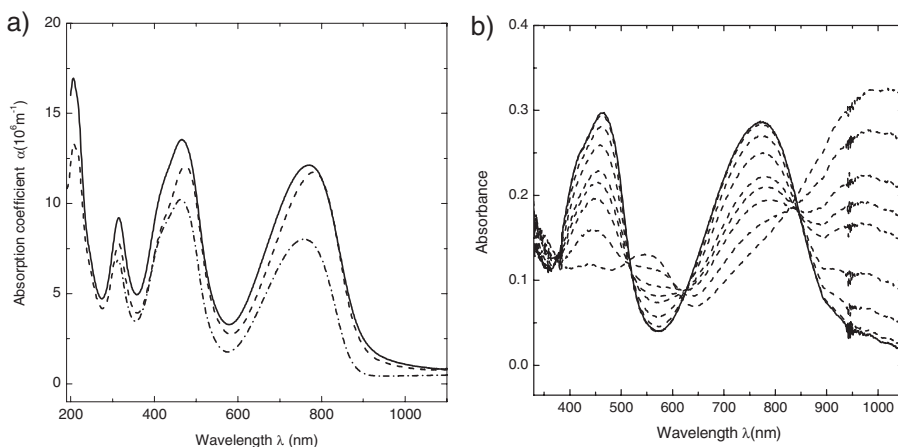 a)
25
20
15
10
5
0
Absorption coefficient α(10⁶m⁻¹)
200 400 600 800 1000
Wavelength λ (nm)
b)
0.4
0.3
0.2
0.1
0.0
Absorbance
400 500 600 700 800 900 1000
Wavelength λ(nm)